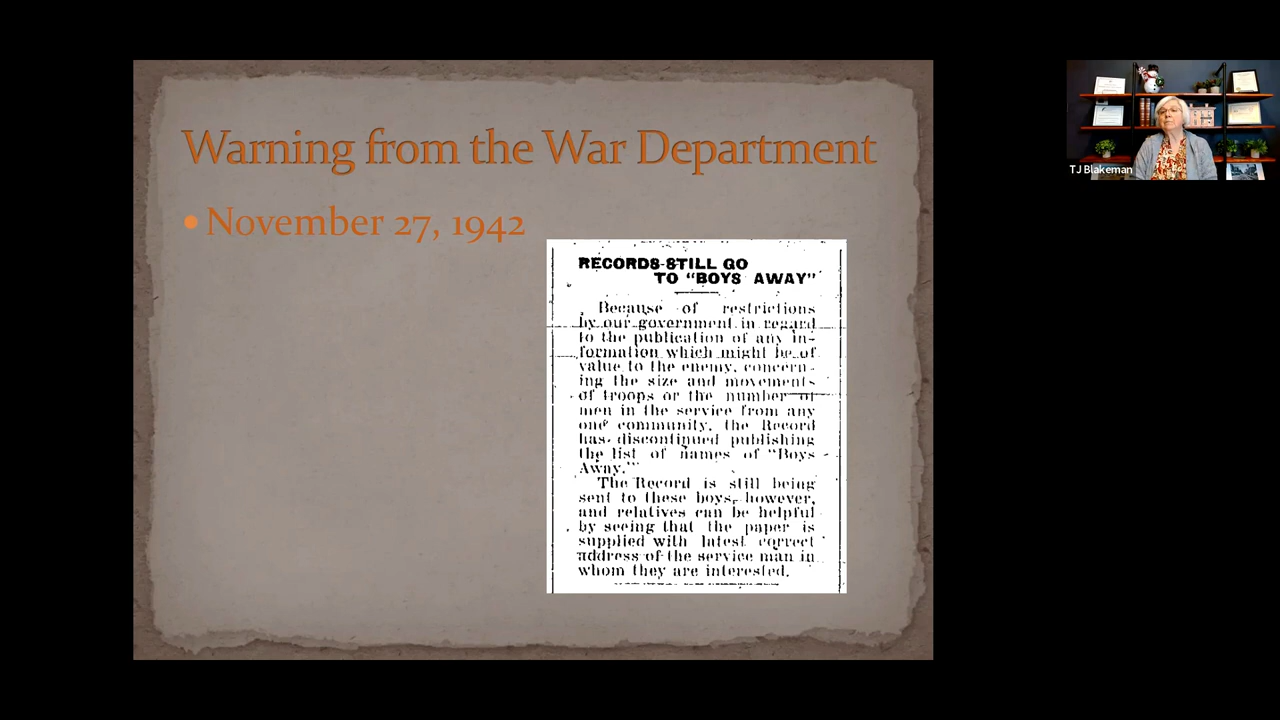 Warning from the War Department
• November 27, 1942
RECORDS STILL GO
TO "BOYS AWAY"
Because of restrictions
by our government in regard
to the publication of any in-
formation which might be of
value to the enemy, concern-
ing the size and movements
of troops or the number of
men in the service from any
one community, the Record
has discontinued publishing
the list of names of "Boys
Away."
The Record is still being
sent to these boys, however,
and relatives can be helpful
by seeing that the paper is
supplied with latest correct
address of the service man in
whom they are interested.
TJ Blakeman